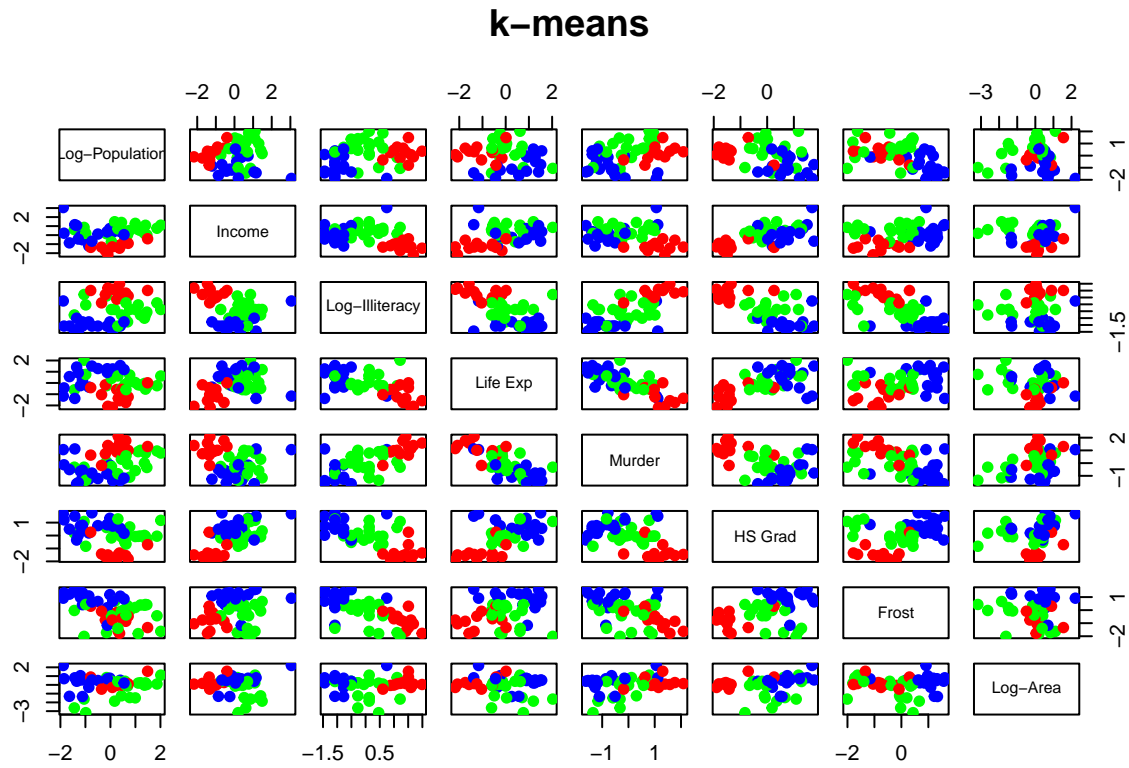 k−means
−2 0 2
−2 0 2
−2 0
−3 0 2
Log−Population
1
−2
2
−2
Income
Log−Illiteracy
−1.5
2
−2
Life Exp
Murder
2
−1
1
−2
HS Grad
Frost
1
−2
2
−3
Log−Area
−2 0 2
−1.5 0.5
−1 1
−2 0